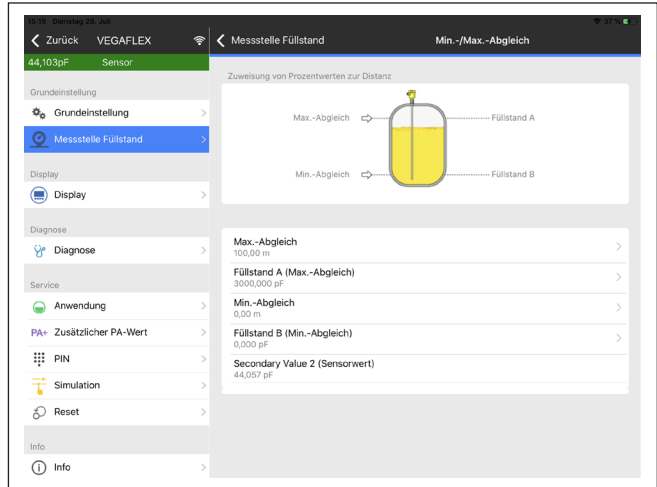 15:15 Dienstag 28. Juli
37 %
Zurück VEGAFLEX
44,103pF Sensor
Grundeinstellung
Grundeinstellung
Messstelle Füllstand
Display
Display
Diagnose
Diagnose
Service
Anwendung
PA+ Zusätzlicher PA-Wert
PIN
Simulation
Reset
Info
Info
Messstelle Füllstand Min.-/Max.-Abgleich
Zuweisung von Prozentwerten zur Distanz
Max.-Abgleich Füllstand A
Min.-Abgleich Füllstand B
Max.-Abgleich
100,00 m
Füllstand A (Max.-Abgleich)
3000,000 pF
Min.-Abgleich
0,00 m
Füllstand B (Min.-Abgleich)
0,000 pF
Secondary Value 2 (Sensorwert)
44,057 pF